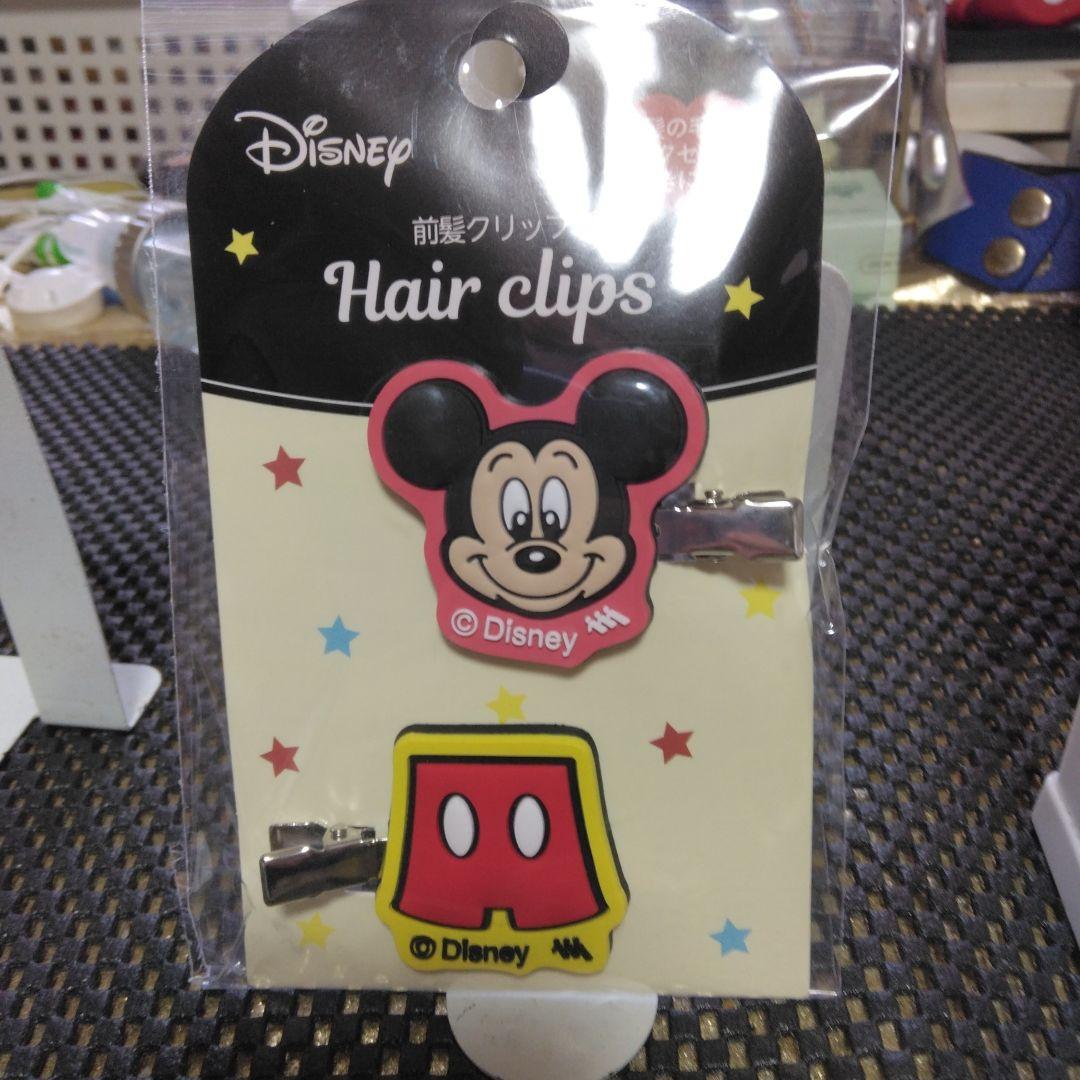 Disney
前髪クリップ
Hair clips
© Disney
© Disney